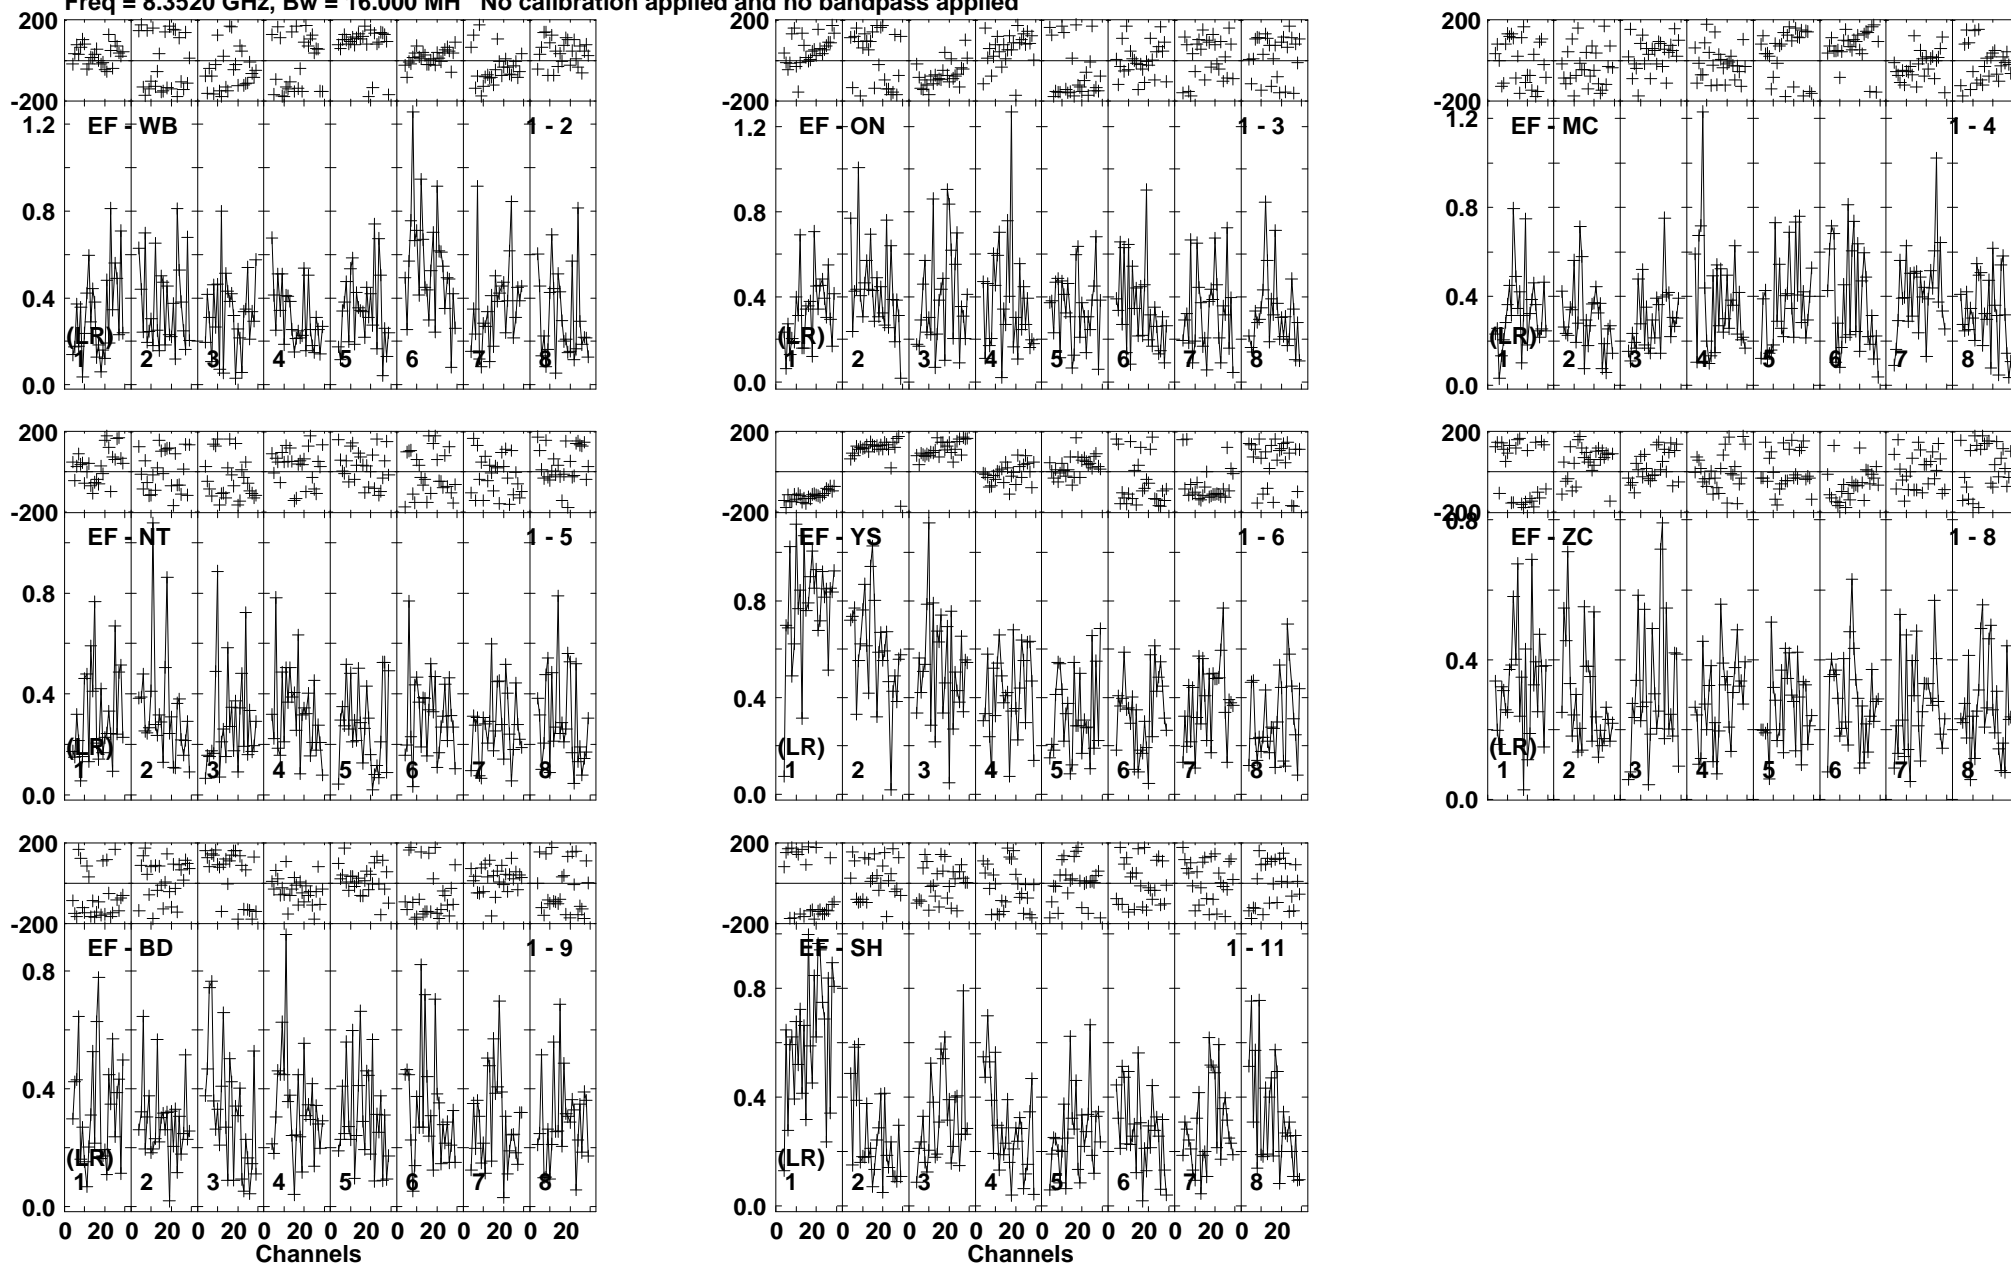 Freq = 8.3520 GHz, Bw = 16.000 MH No calibration applied and no bandpass applied
200 200 200
-200 -200 -200
EF - WB 1 - 2 EF - ON 1 - 3 EF - MC 1 - 4
1.2 1.2 1.2
0.8 0.8 0.8
0.4 0.4 0.4
(LR) (LR) (LR)
1 2 3 4 5 6 7 8 1 2 3 4 5 6 7 8 1 2 3 4 5 6 7 8
0.0 0.0 0.0
200 200 200
-200 -200 -200
0.8
EF - NT 1 - 5 EF - YS 1 - 6 EF - ZC 1 - 8
0.8 0.8
0.4 0.4 0.4
(LR) (LR) (LR)
1 2 3 4 5 6 7 8 1 2 3 4 5 6 7 8 1 2 3 4 5 6 7 8
0.0 0.0 0.0
200 200
-200 -200
EF - BD 1 - 9 EF - SH 1 - 11
0.8 0.8
0.4 0.4
(LR) (LR)
1 2 3 4 5 6 7 8 1 2 3 4 5 6 7 8
0.0 0.0
0 20 0 20 0 20 0 20 0 20 0 20 0 20 0 20 0 20 0 20 0 20 0 20 0 20 0 20 0 20 0 20
Channels Channels